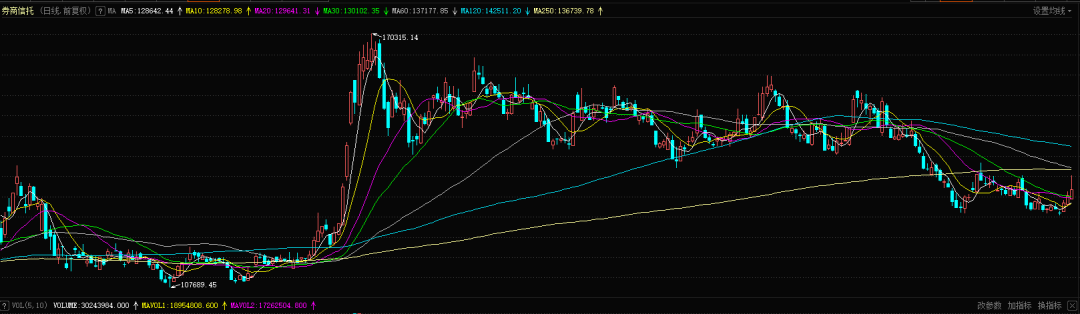 券商信托 (日线.前复权) ? MA MA5:128642.44 ↑ MA10:128278.98 ↑ MA20:129641.31 ↓ MA30:130102.35 ↓ MA60:137177.85 ↓ MA120:142511.20 ↓ MA250:136739.78 ↑ 设置均线
170315.14
107689.45
? VOL(5,10) VOLUME:30243984.000 ↑ MAVOL1:18954808.600 ↑ MAVOL2:17262504.800 ↑ 改参数 加指标 换指标